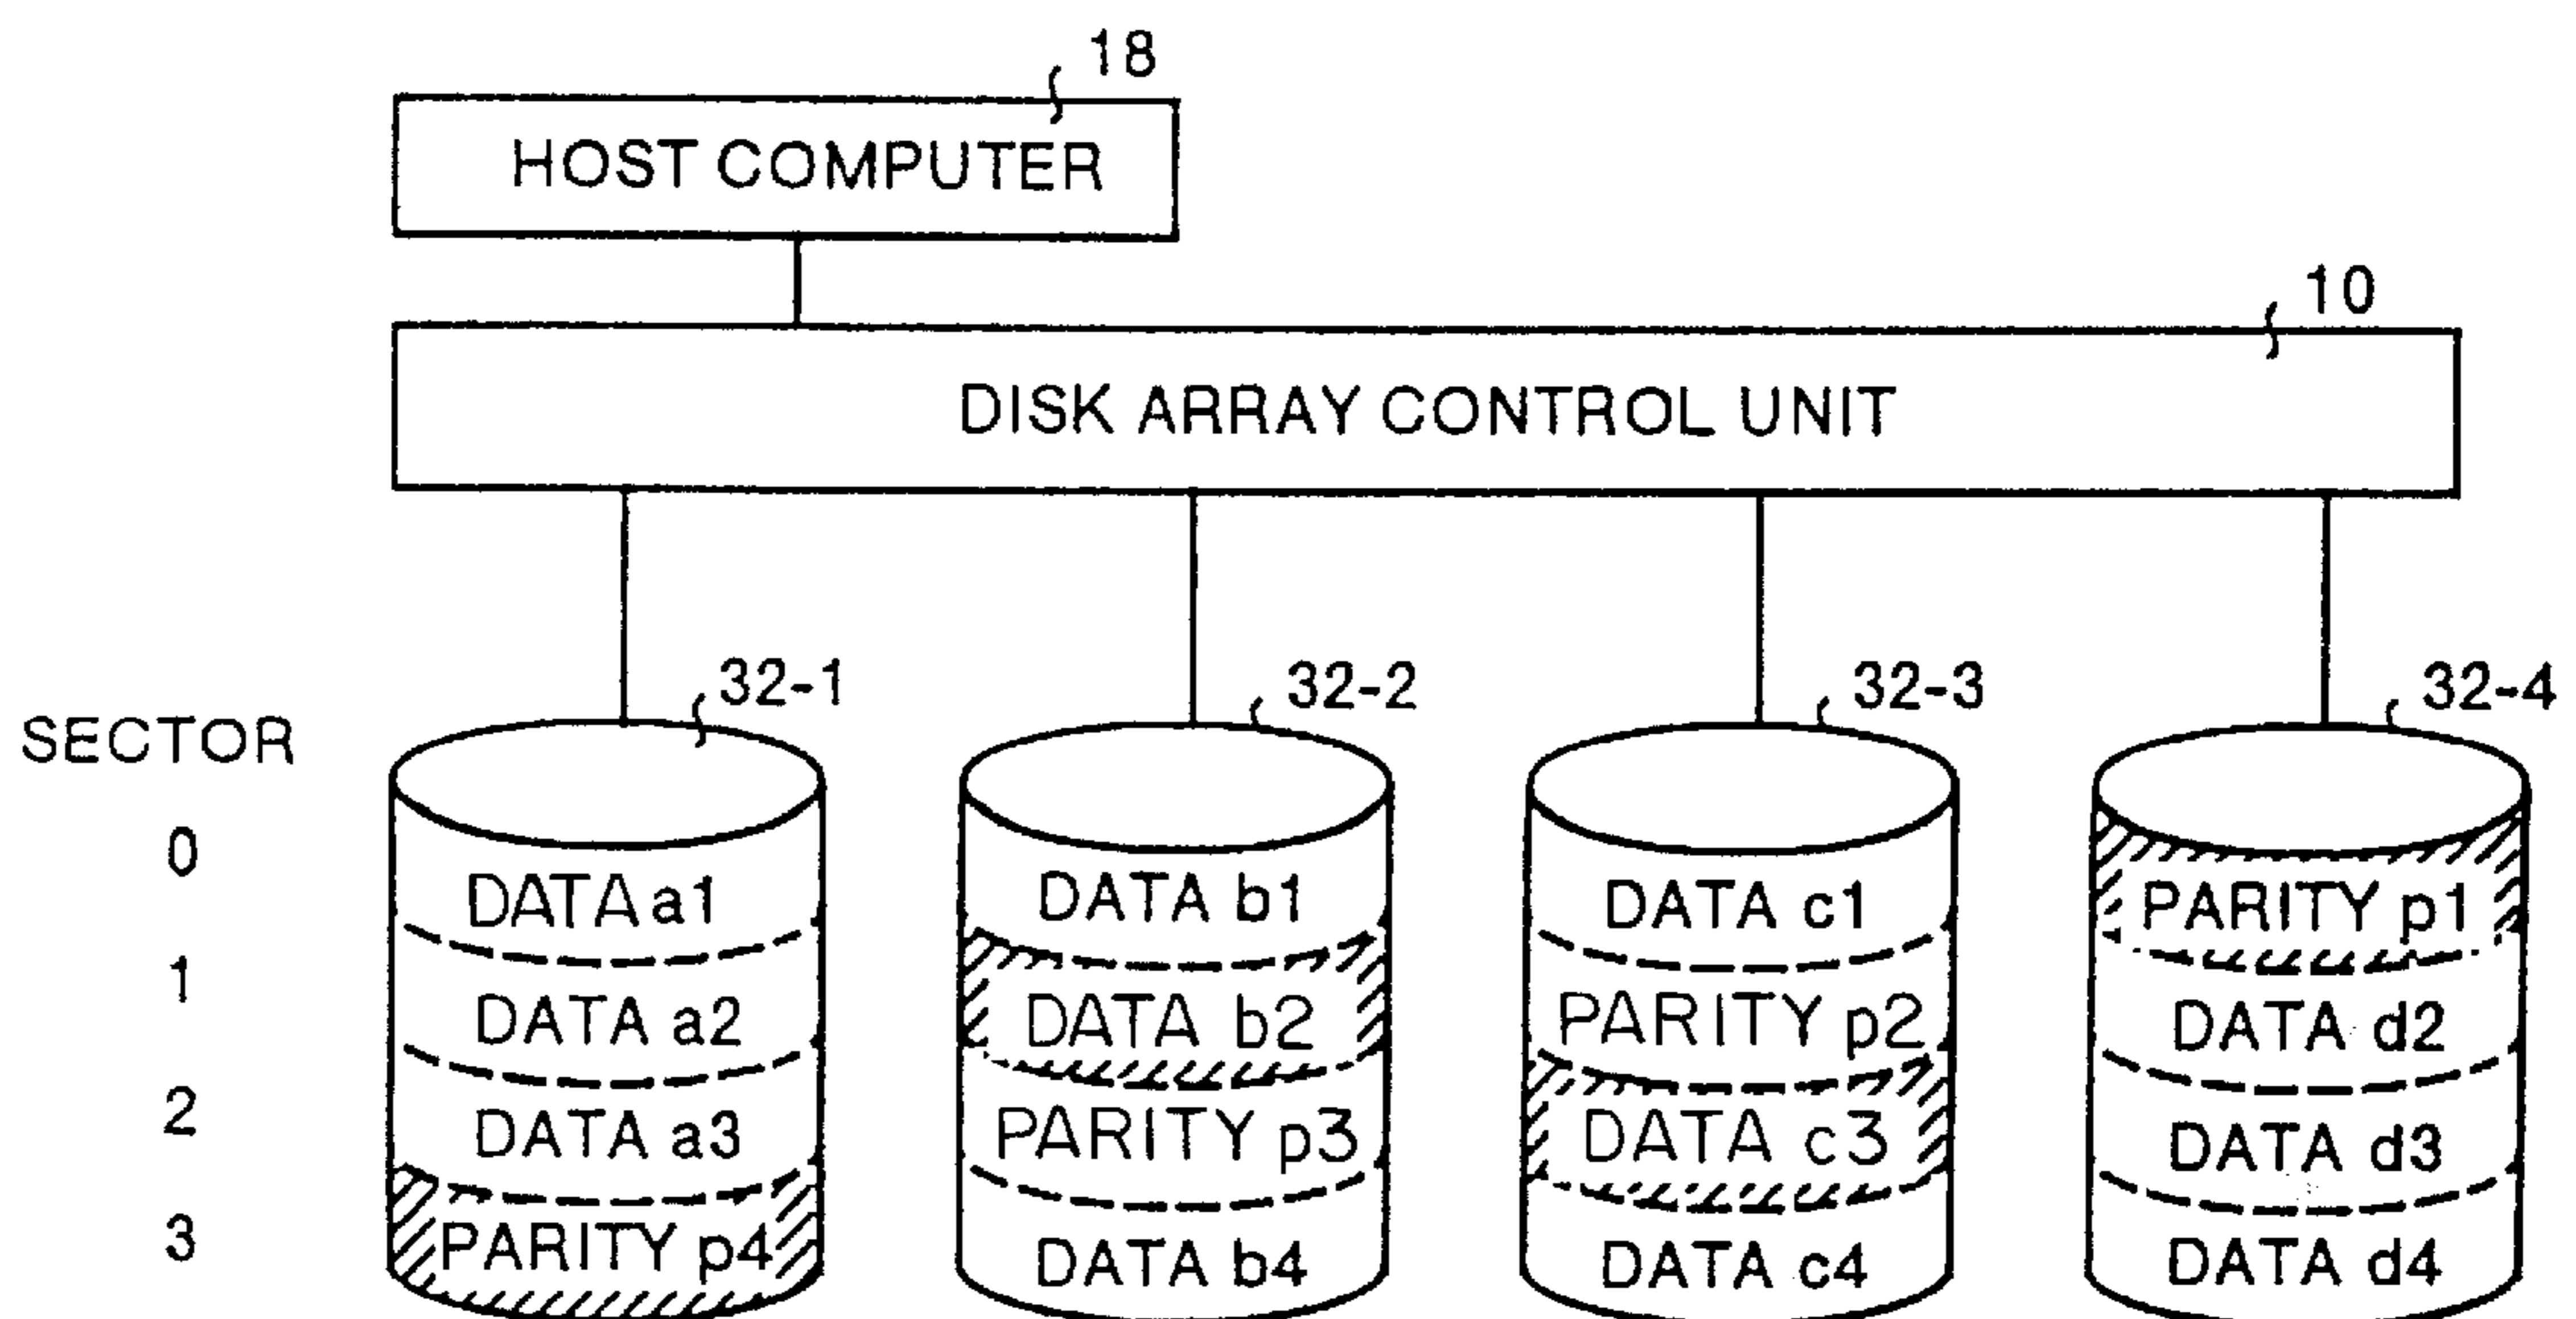 18
HOST COMPUTER
10
DISK ARRAY CONTROL UNIT
32-1 32-2 32-3 32-4
SECTOR
0
DATA a1 DATA b1 DATA c1 PARITY p1
1
DATA a2 DATA b2 PARITY p2 DATA d2
2
DATA a3 PARITY p3 DATA c3 DATA d3
3
PARITY p4 DATA b4 DATA c4 DATA d4